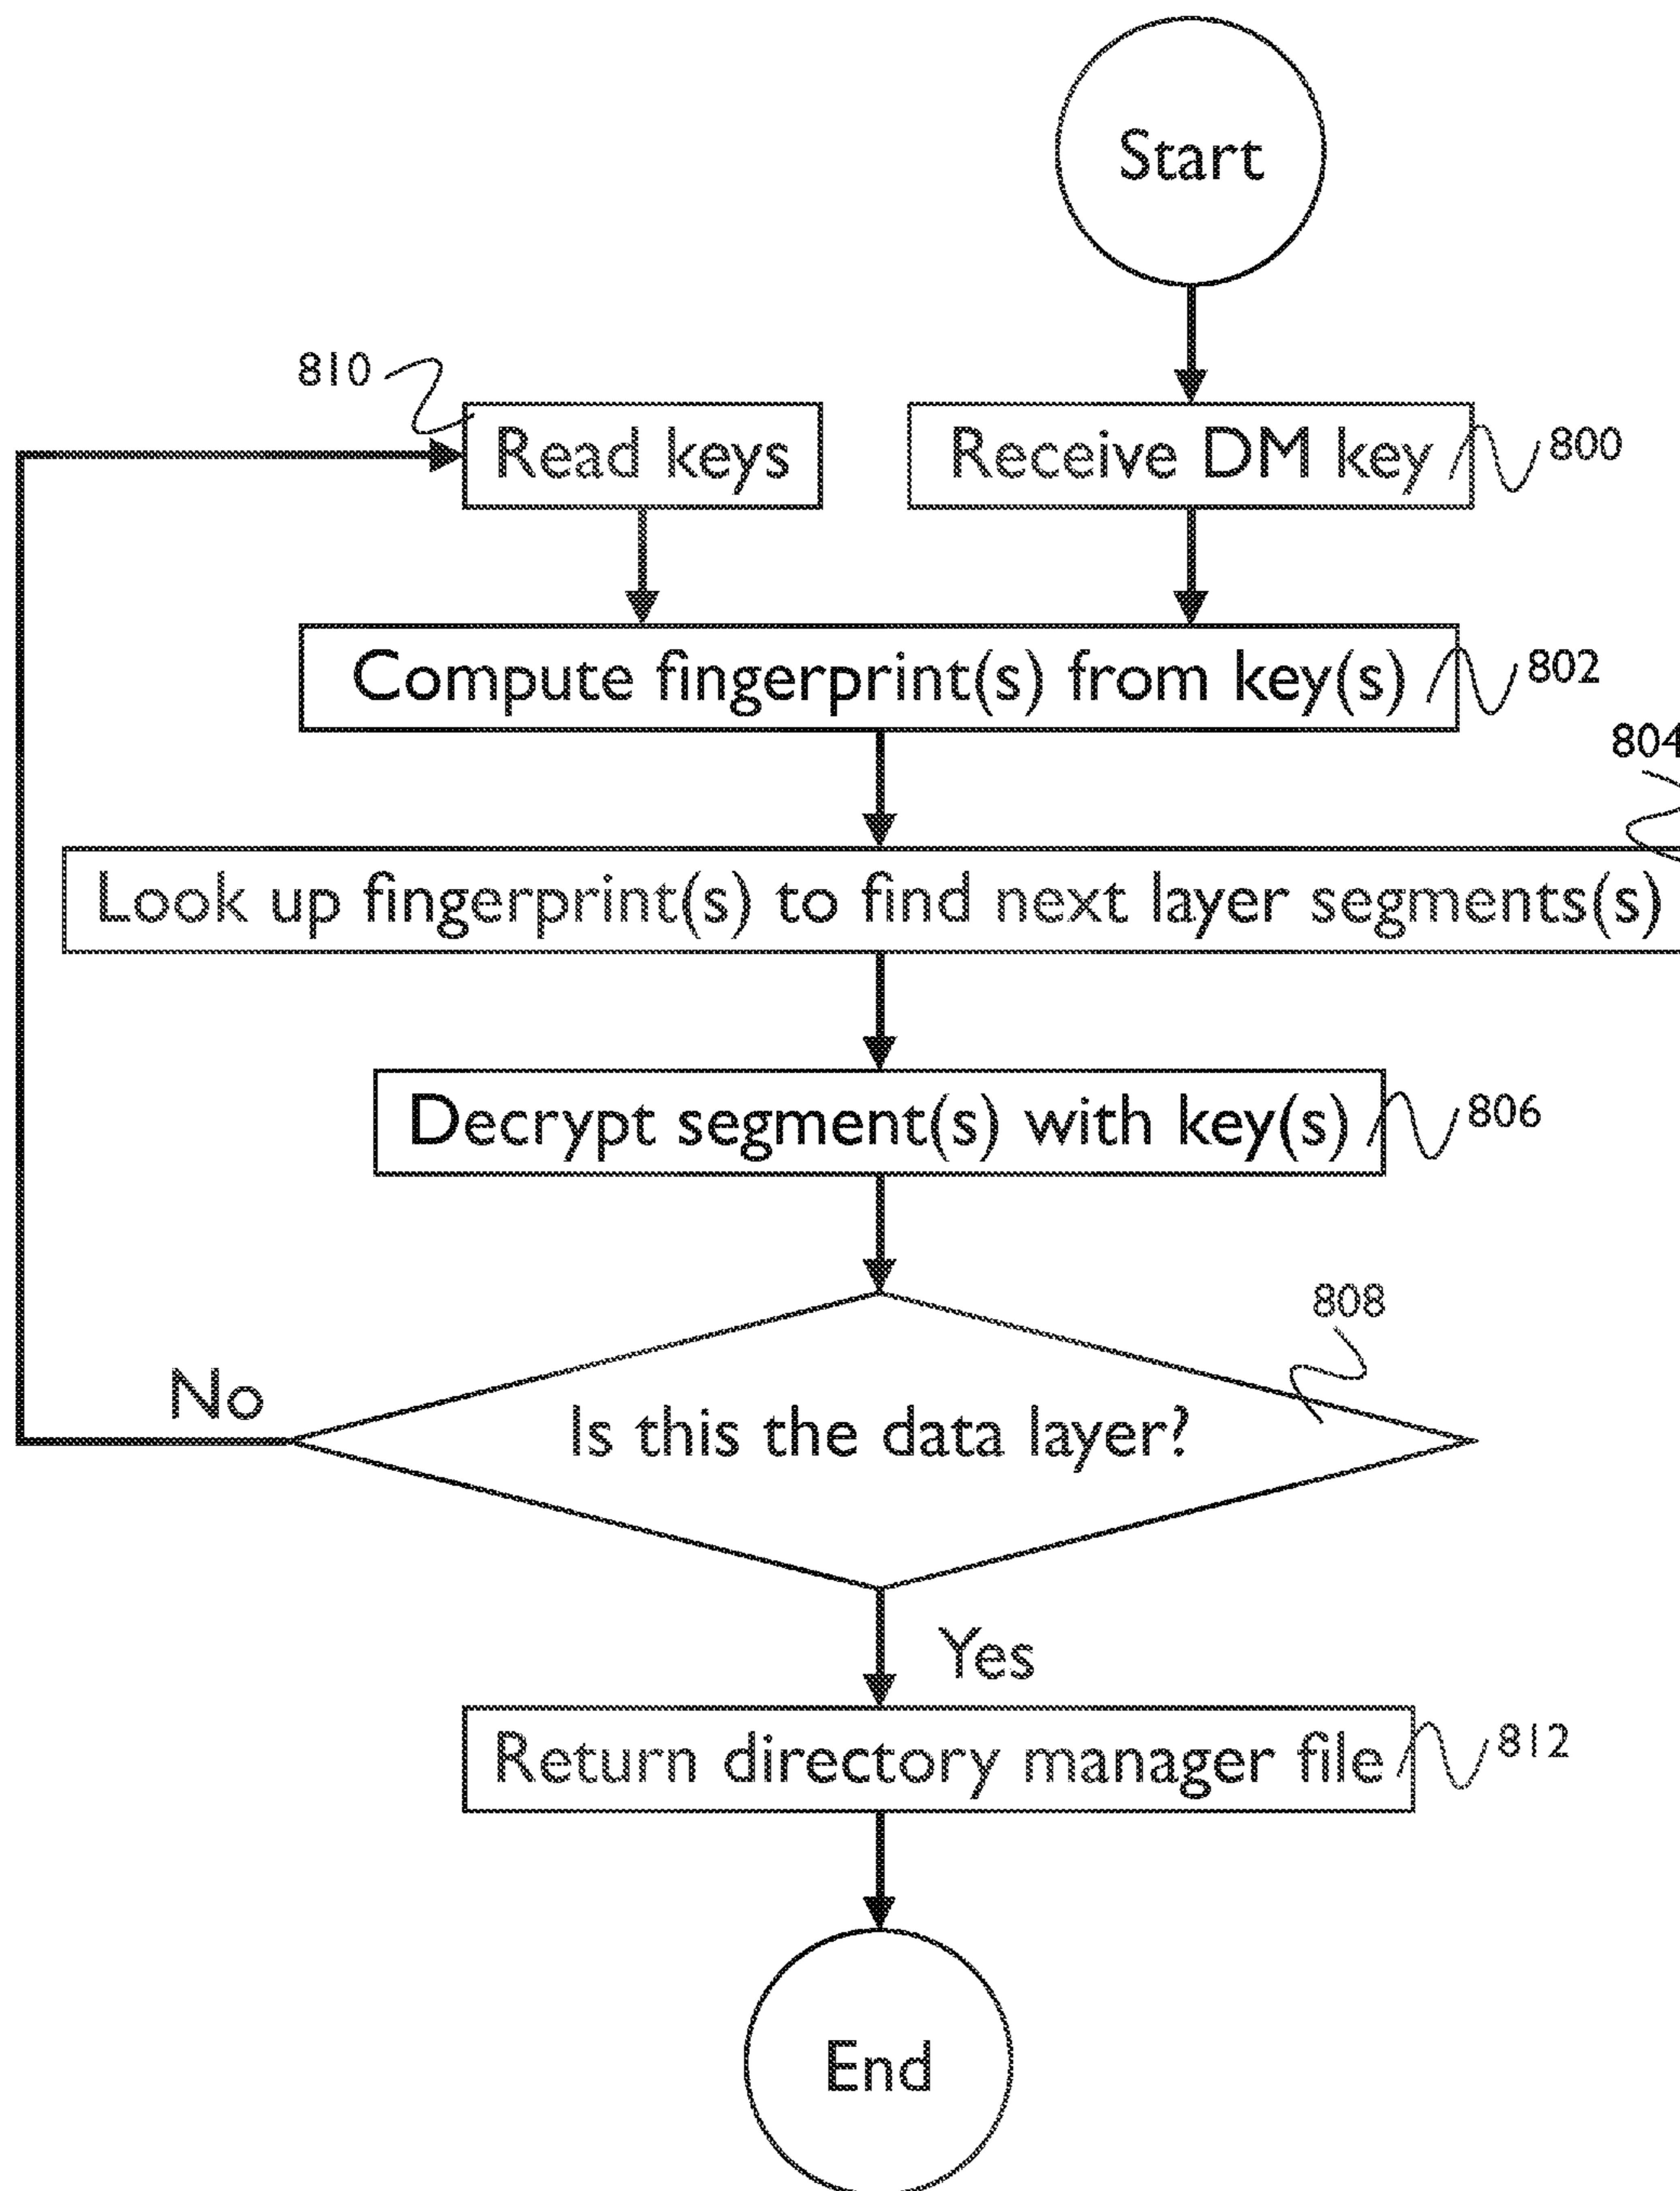 Start
810
Read keys
Receive DM key
800
Compute fingerprint(s) from key(s)
802
804
Look up fingerprint(s) to find next layer segments(s)
Decrypt segment(s) with key(s)
806
808
No
Is this the data layer?
Yes
Return directory manager file
812
End